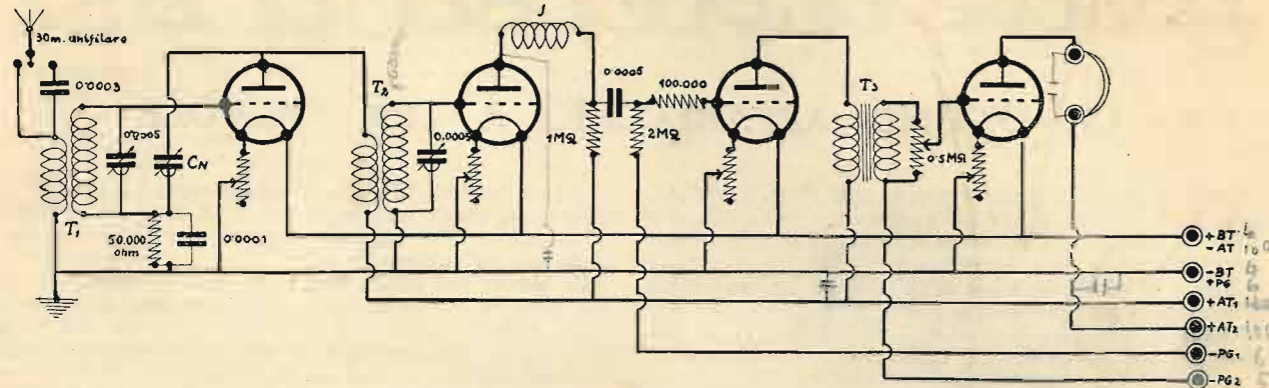 30m. unifilare
0.0003
0.0005
CN
T1
50.000
ohm
0.0001
T2
0.0005
J
1MΩ
0.0005
2MΩ
100.000
T3
0.5MΩ
+BT
-AT
-BT
+PG
+AT1
+AT2
-PG1
-PG2